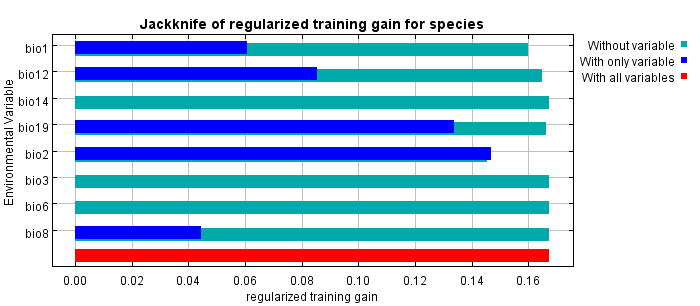 Jackknife of regularized training gain for species
Environmental Variable
bio1
bio12
bio14
bio19
bio2
bio3
bio6
bio8
0.00 0.02 0.04 0.06 0.08 0.10 0.12 0.14 0.16
regularized training gain
Without variable
With only variable
With all variables